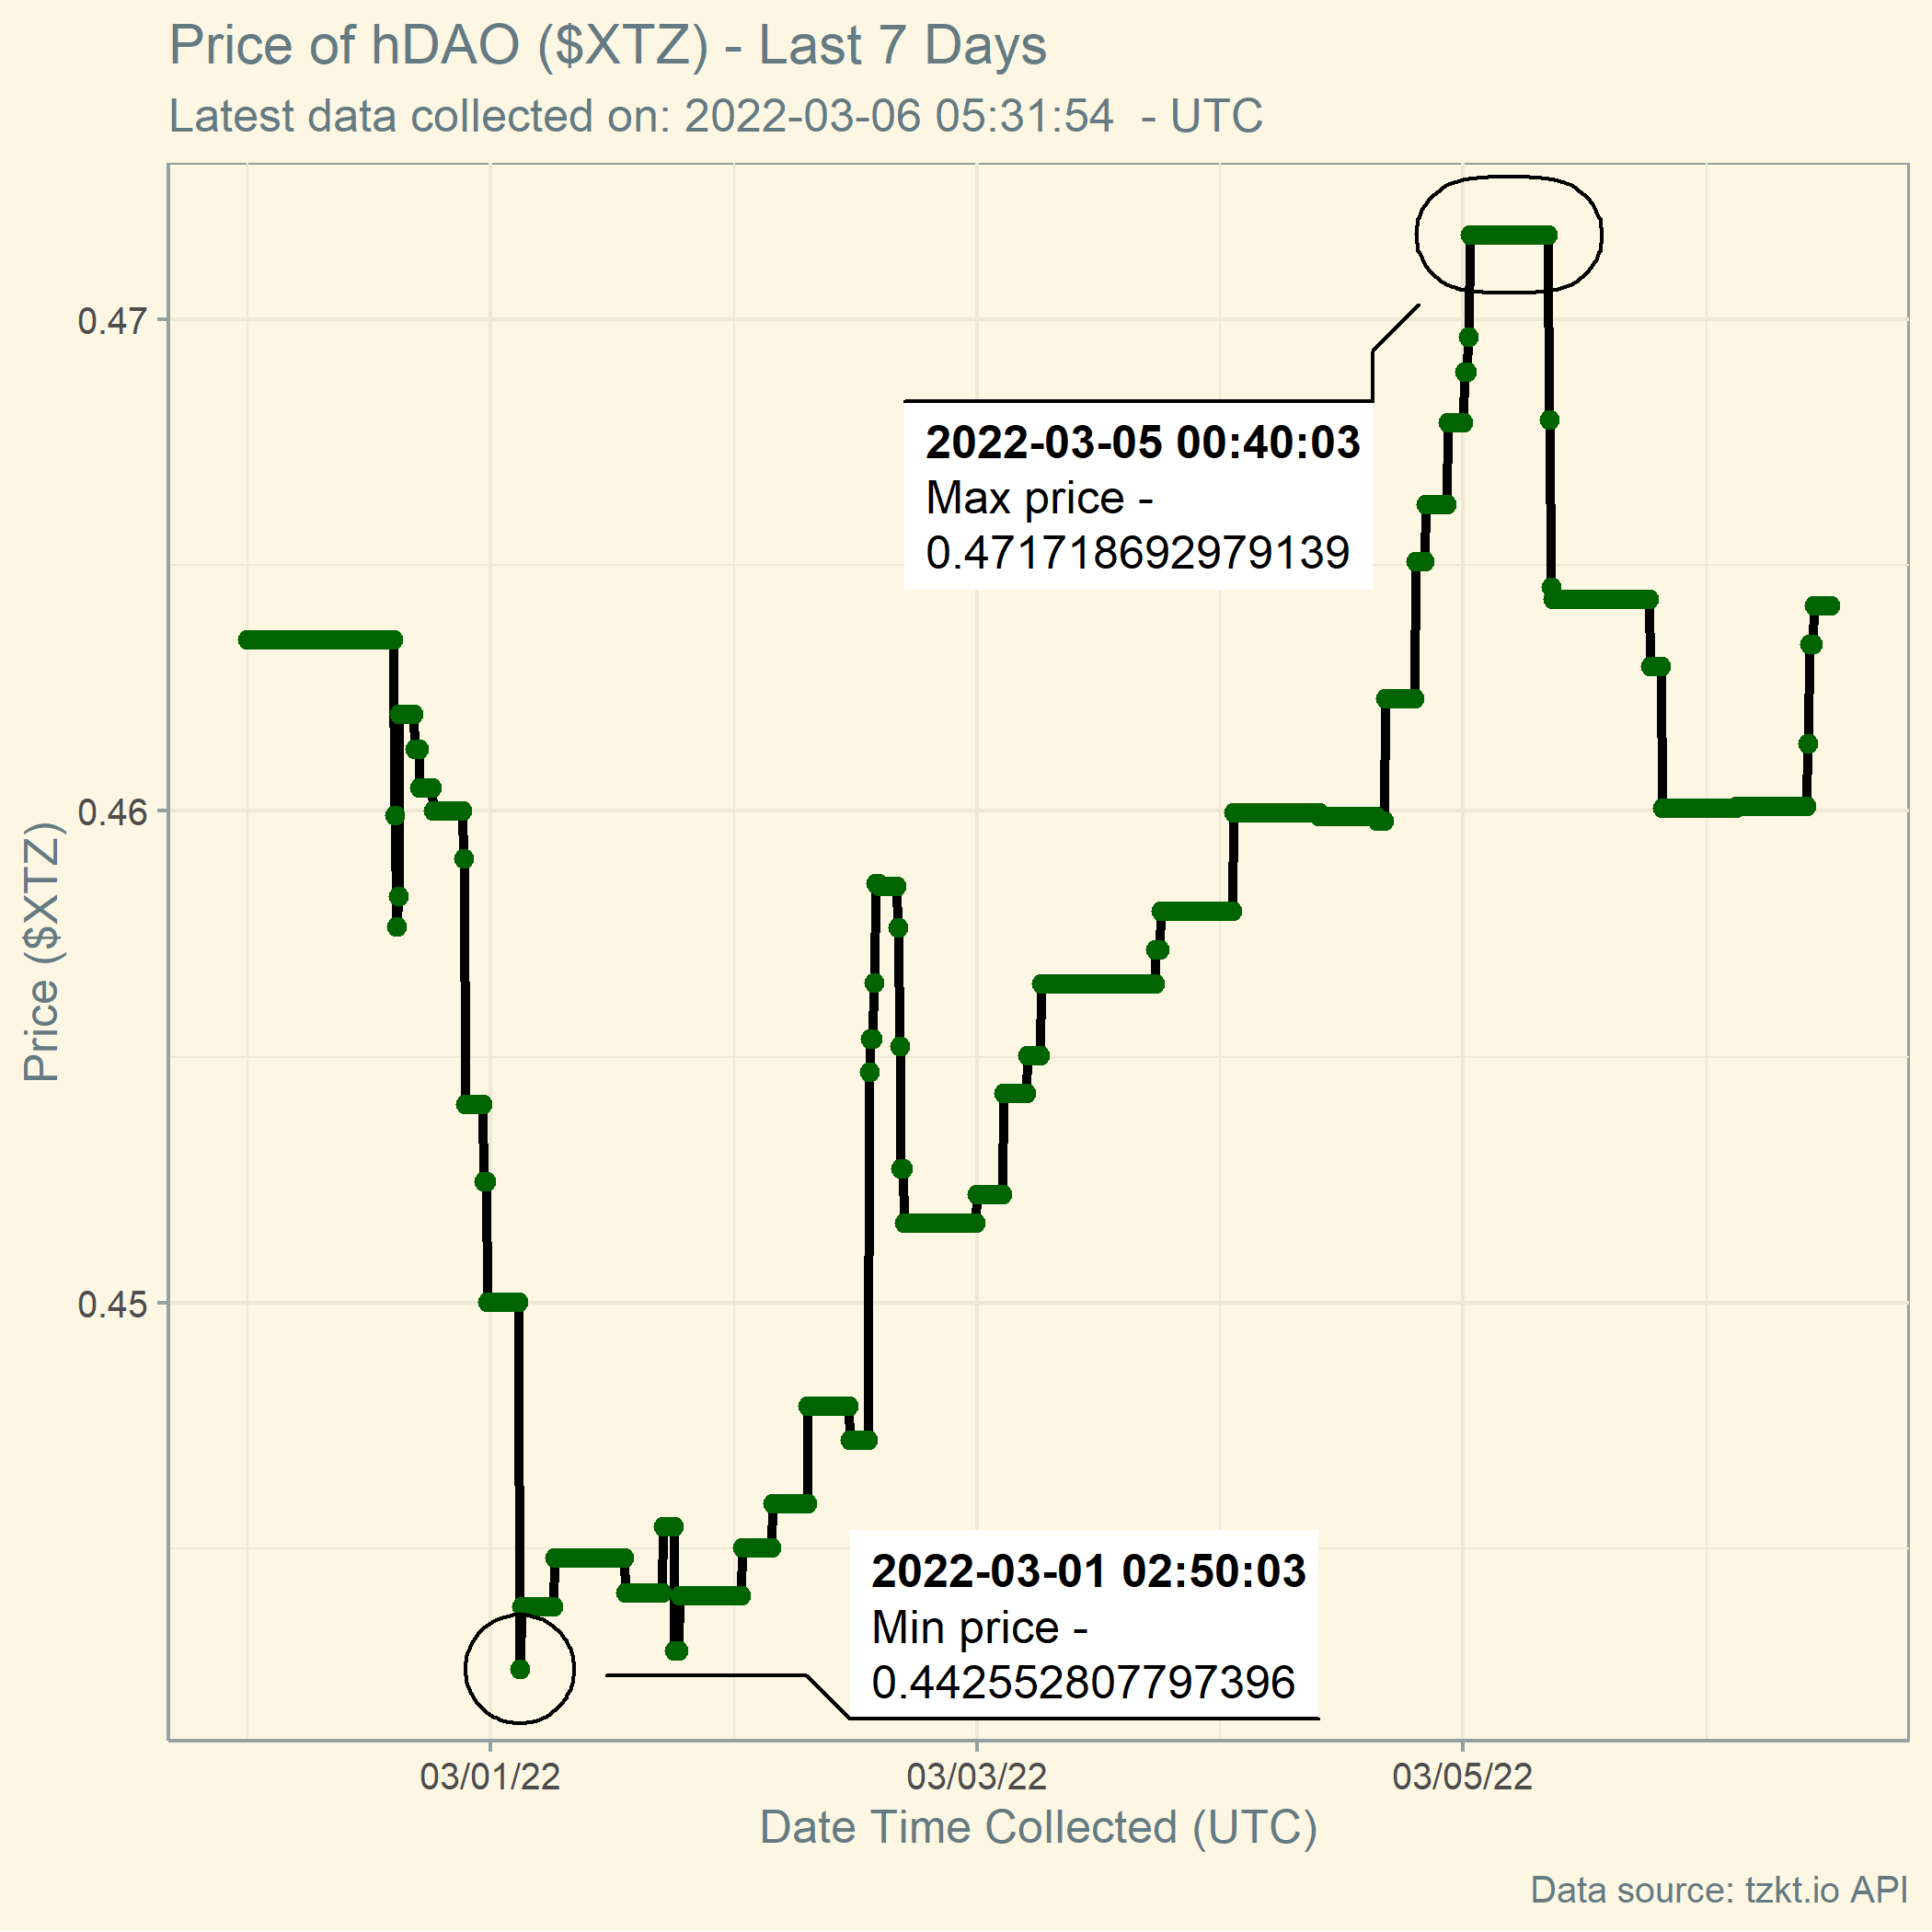 Price of hDAO ($XTZ) - Last 7 Days
Latest data collected on: 2022-03-06 05:31:54  - UTC
Price ($XTZ)
0.47
0.46
0.45
2022-03-05 00:40:03
Max price -
0.471718692979139
2022-03-01 02:50:03
Min price -
0.442552807797396
03/01/22
03/03/22
03/05/22
Date Time Collected (UTC)
Data source: tzkt.io API